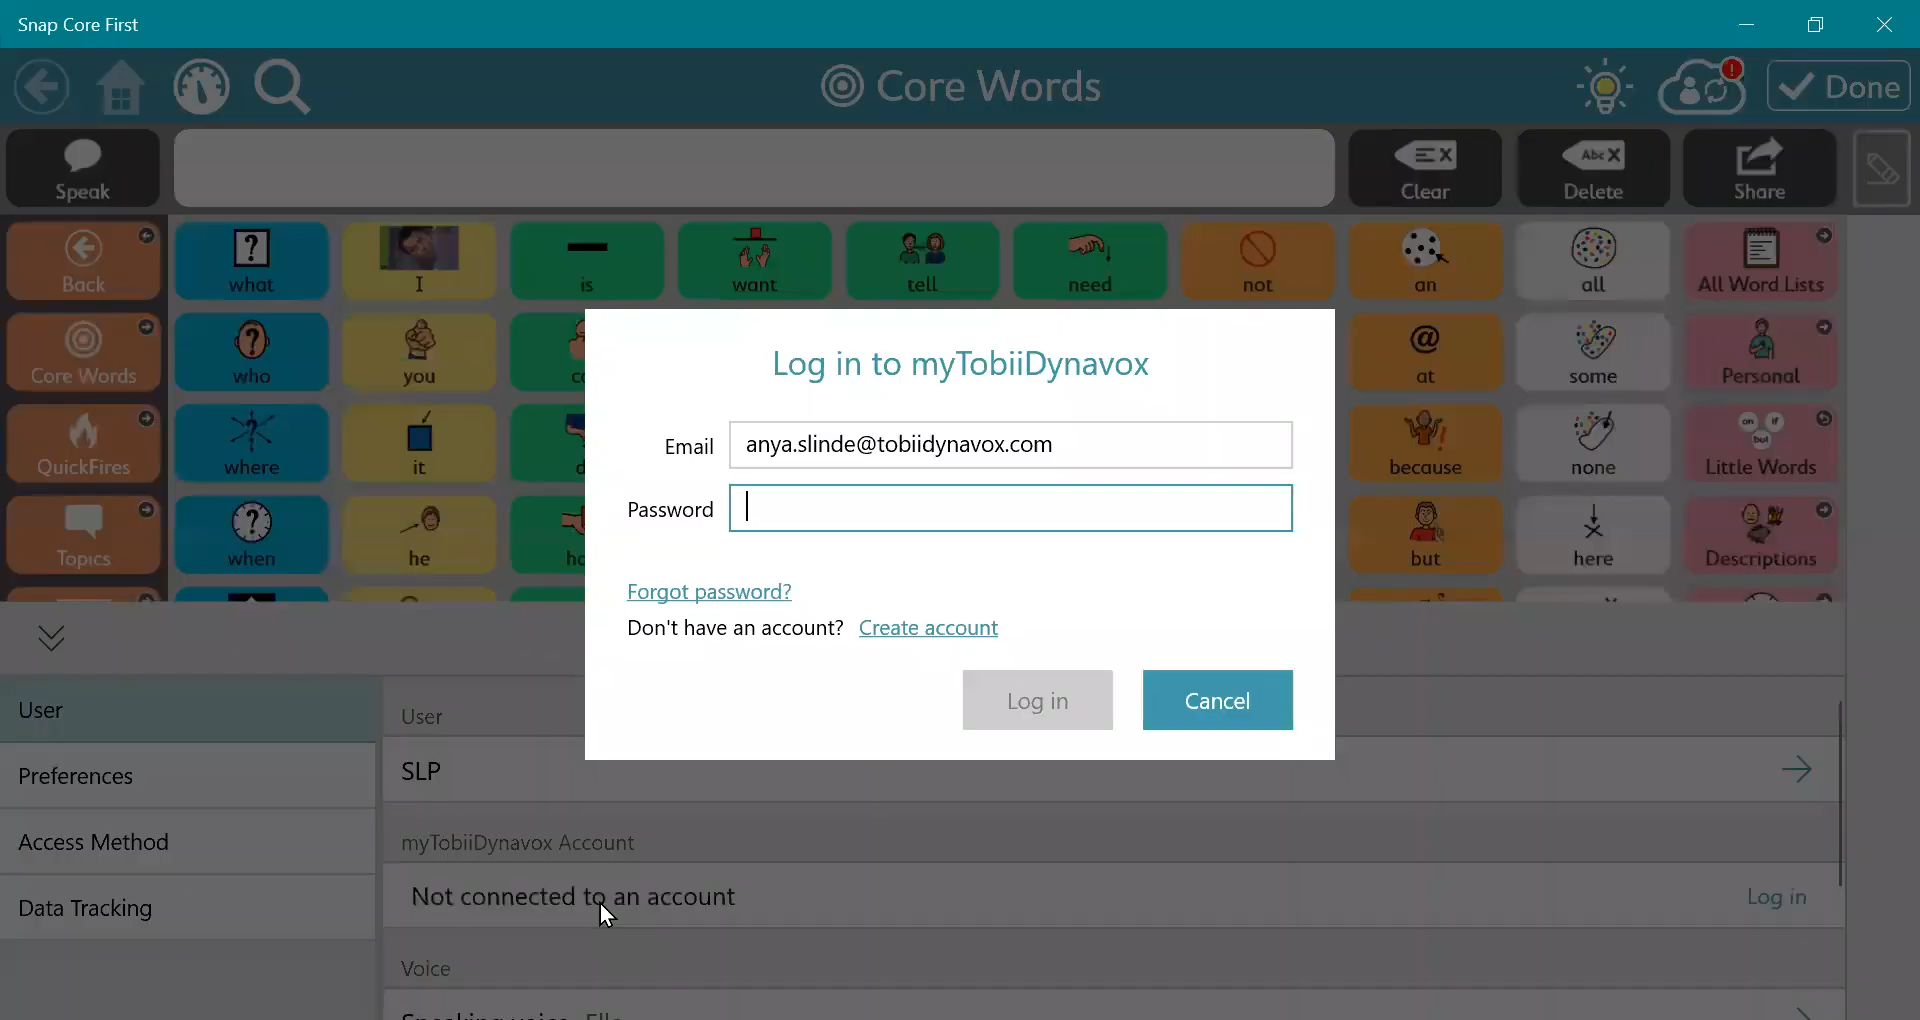 Snap Core First
Core Words
Done
Speak
Clear
Abc X
Delete
Share
Back
what
I
is
want
tell
need
not
an
all
All Word Lists
Core Words
who
you
at
some
Personal
QuickFires
where
it
because
none
on if but
Little Words
Topics
when
he
but
here
Descriptions
Log in to myTobiiDynavox
Email anya.slinde@tobiidynavox.com
Password
Forgot password?
Don't have an account? Create account
Log in Cancel
User
Preferences
Access Method
Data Tracking
User
SLP
myTobiiDynavox Account
Not connected to an account Log in
Voice